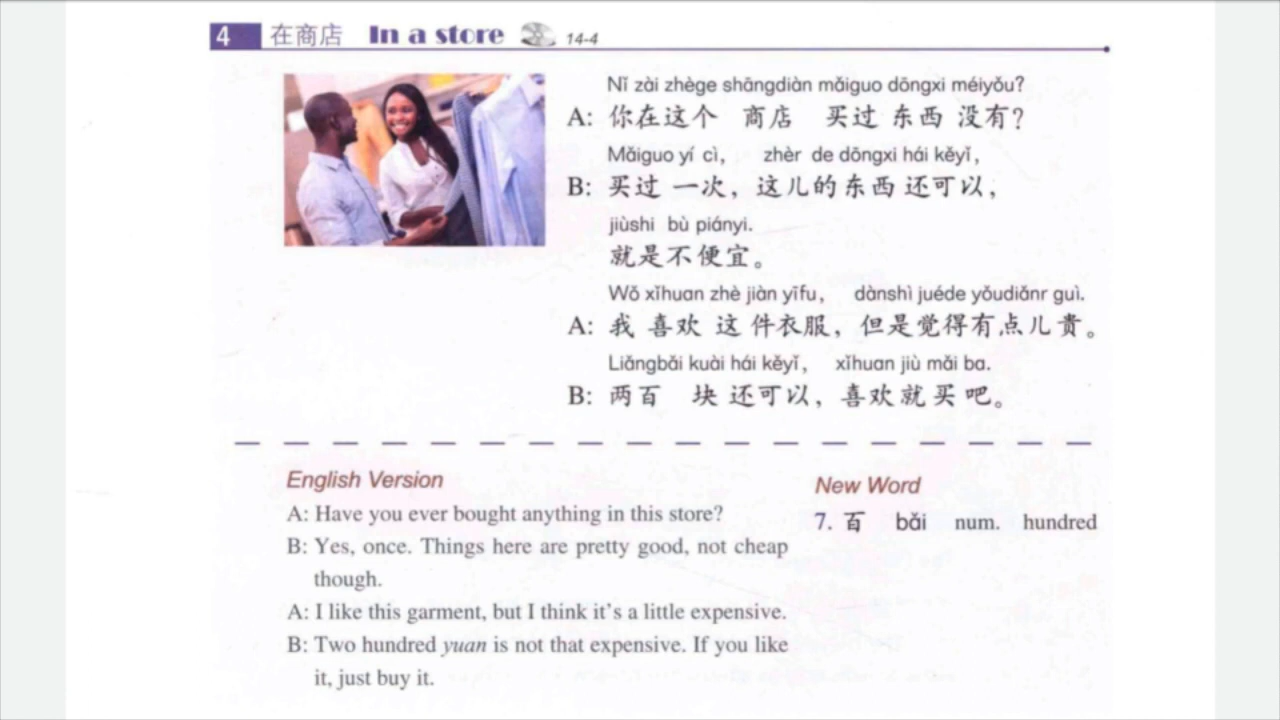 4 在商店 In a store 14-4
Nǐ zài zhège shāngdiàn mǎiguo dōngxi méiyǒu?
A: 你在这个 商店 买过 东西 没有?
Mǎiguo yí cì, zhèr de dōngxi hái kěyǐ,
B: 买过 一次, 这儿的东西还可以,
jiùshi bù piányi.
就是不便宜。
Wǒ xǐhuan zhè jiàn yīfu, dànshì juéde yǒudiǎnr guì.
A: 我 喜欢 这 件衣服, 但是觉得有点儿贵。
Liǎngbǎi kuài hái kěyǐ, xǐhuan jiù mǎi ba.
B: 两百 块还可以, 喜欢就买吧。
English Version
A: Have you ever bought anything in this store?
B: Yes, once. Things here are pretty good, not cheap
though.
A: I like this garment, but I think it's a little expensive.
B: Two hundred yuan is not that expensive. If you like
it, just buy it.
New Word
7. 百 bǎi num. hundred